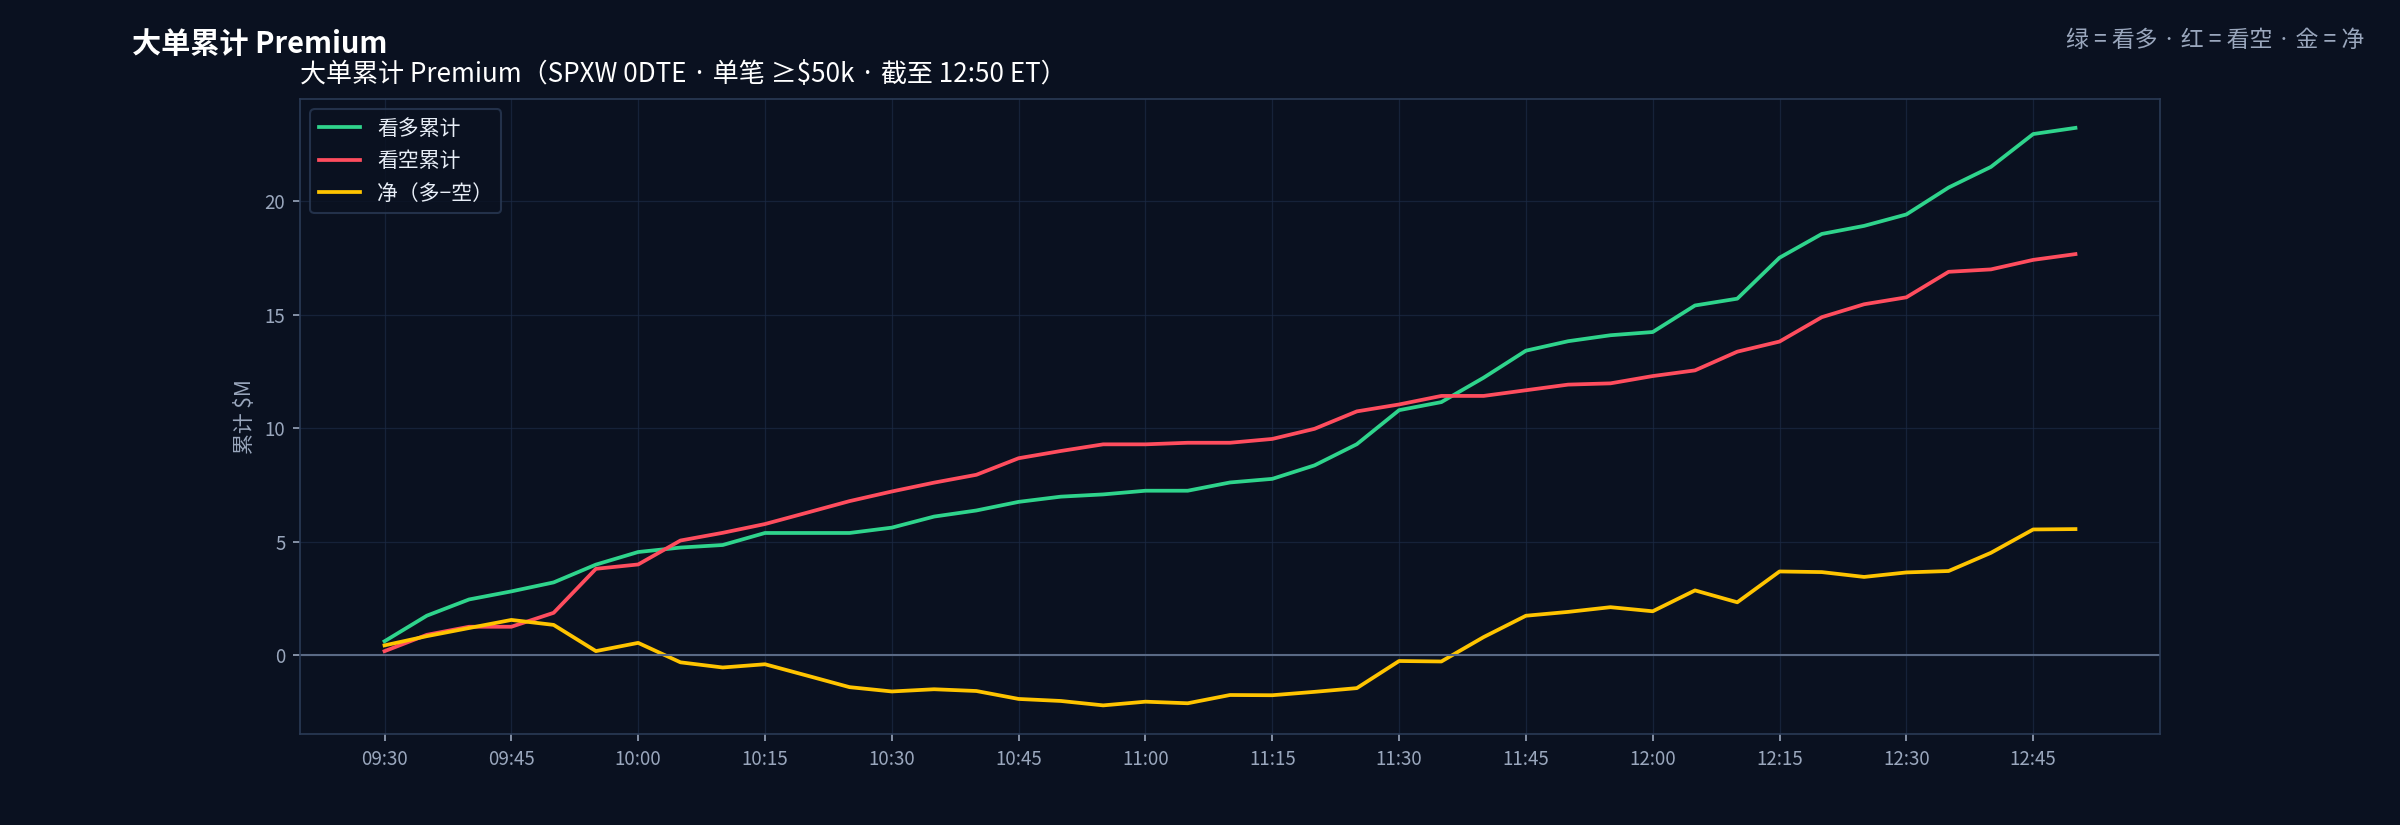 大单累计 Premium
绿 = 看多 · 红 = 看空 · 金 = 净
大单累计 Premium（SPXW 0DTE · 单笔 ≥$50k · 截至 12:50 ET）
看多累计
看空累计
净（多−空）
累计 $M
20
15
10
5
0
09:30 09:45 10:00 10:15 10:30 10:45 11:00 11:15 11:30 11:45 12:00 12:15 12:30 12:45